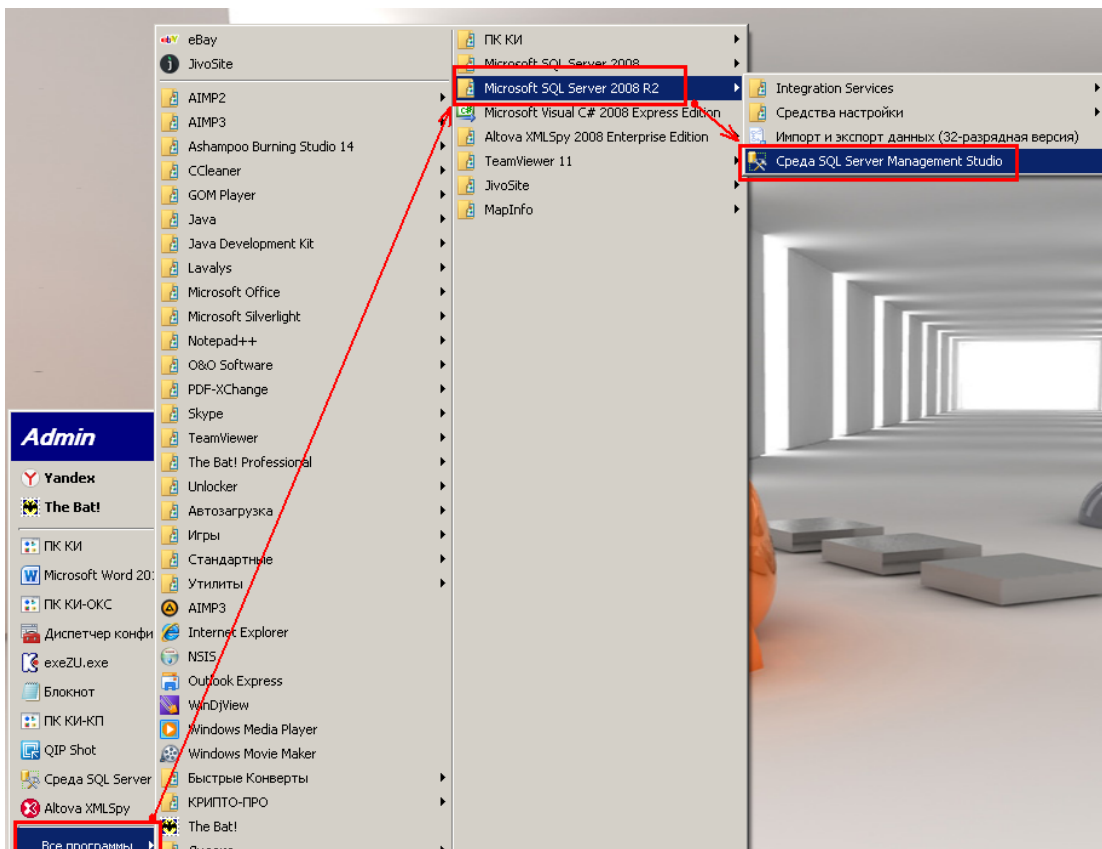 eBay
JivoSite
AIMP2
AIMP3
Ashampoo Burning Studio 14
CCleaner
GOM Player
Java
Java Development Kit
Lavalys
Microsoft Office
Microsoft Silverlight
Notepad++
O&O Software
PDF-XChange
Skype
TeamViewer
The Bat! Professional
Unlocker
Автозагрузка
Игры
Стандартные
Утилиты
AIMP3
Internet Explorer
NSIS
Outlook Express
WinDjView
Windows Media Player
Windows Movie Maker
Быстрые Конверты
КРИПТО-ПРО
The Bat!
ПК КИ
Microsoft SQL Server 2008
Microsoft SQL Server 2008 R2
Microsoft Visual C# 2008 Express Edition
Altova XMLSpy 2008 Enterprise Edition
TeamViewer 11
JivoSite
MapInfo
Integration Services
Средства настройки
Импорт и экспорт данных (32-разрядная версия)
Среда SQL Server Management Studio
Admin
Yandex
The Bat!
ПК КИ
Microsoft Word 20
ПК КИ-ОКС
Диспетчер конфи
exeZU.exe
Блокнот
ПК КИ-КП
QIP Shot
Среда SQL Server
Altova XMLSpy
Все программы